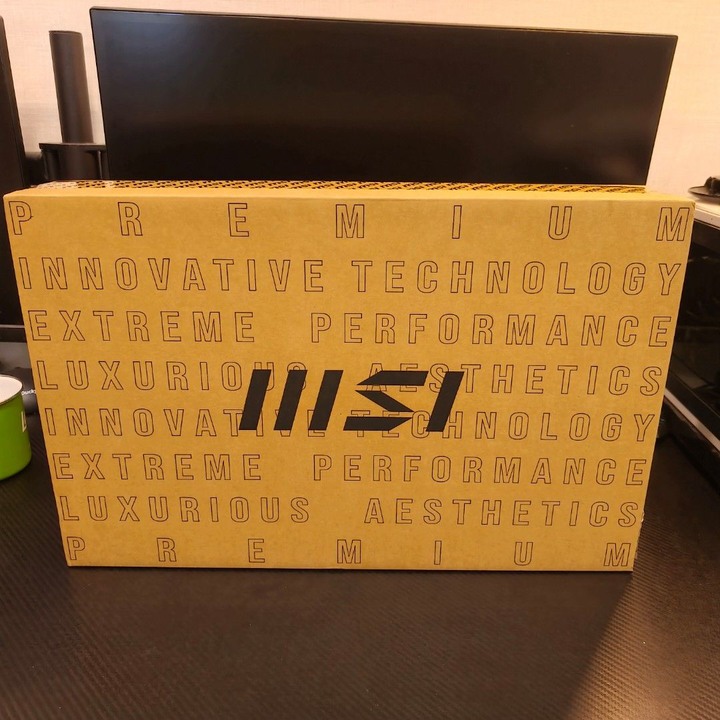 PREMIUM
INNOVATIVE TECHNOLOGY
EXTREME PERFORMANCE
LUXURIOUS AESTHETICS
msi
INNOVATIVE TECHNOLOGY
EXTREME PERFORMANCE
LUXURIOUS AESTHETICS
PREMIUM